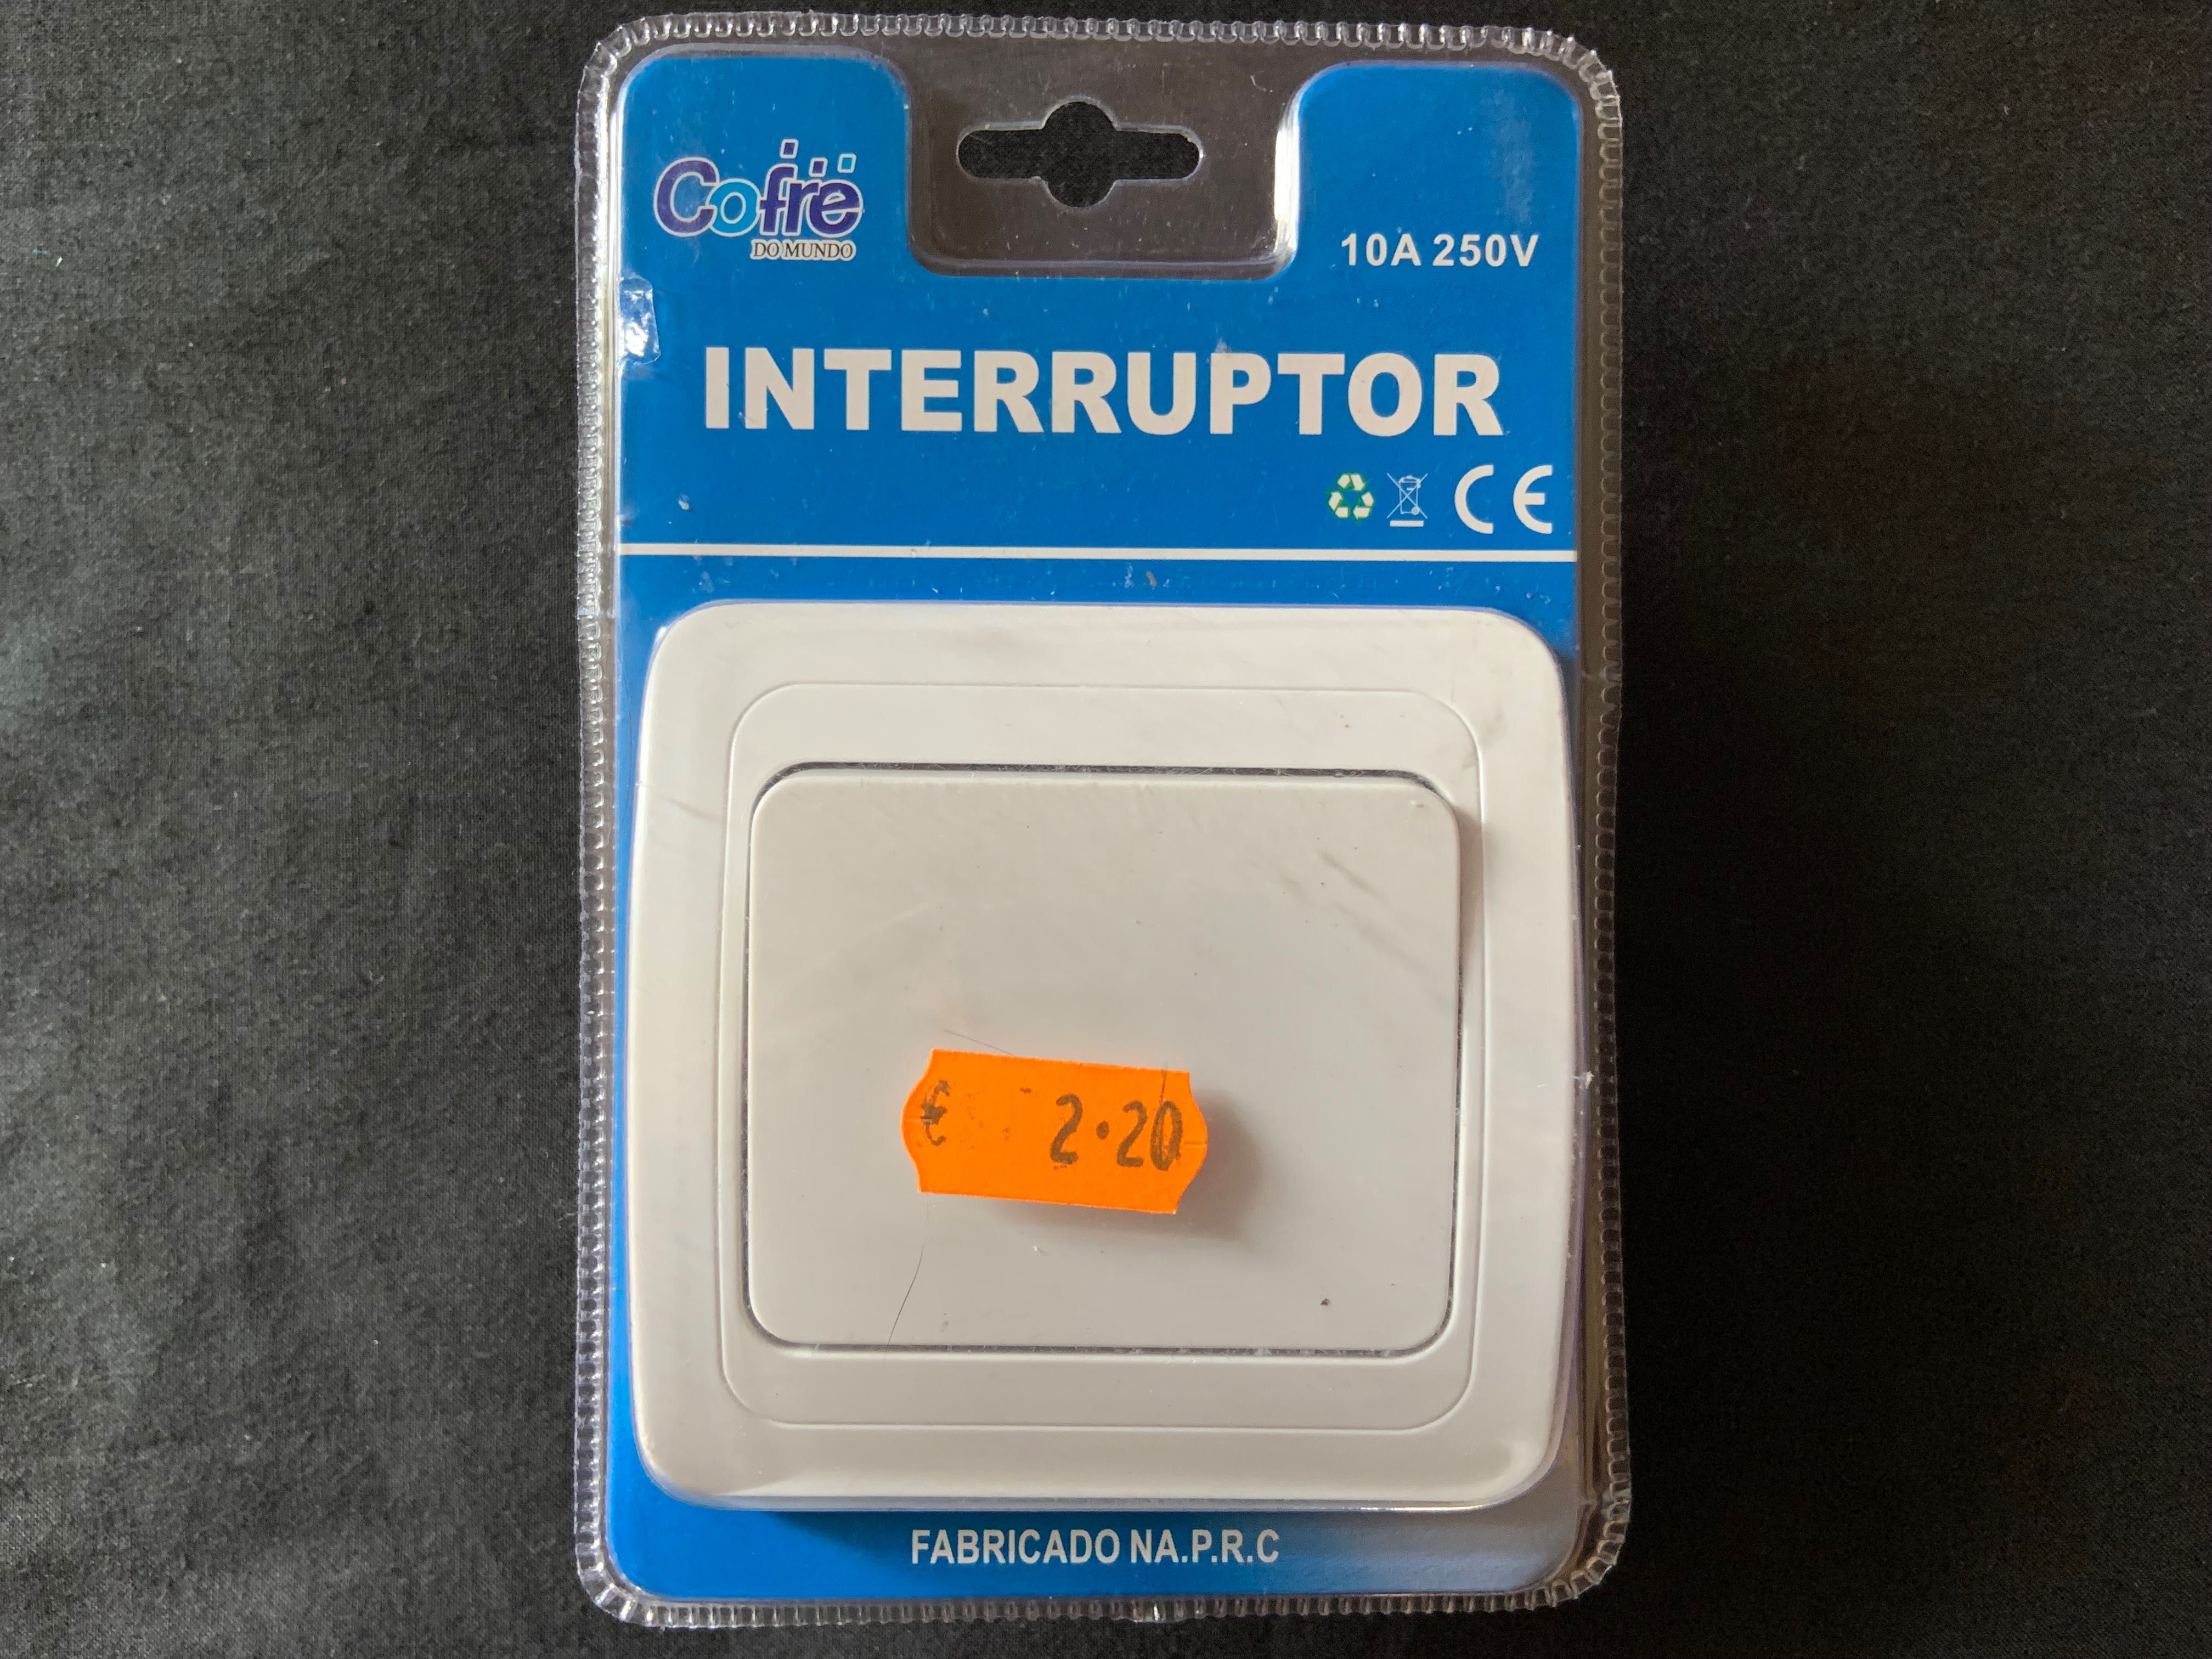 Cofre
DO MUNDO
10A 250V
INTERRUPTOR
CE
€ 2.20
FABRICADO NA.P.R.C